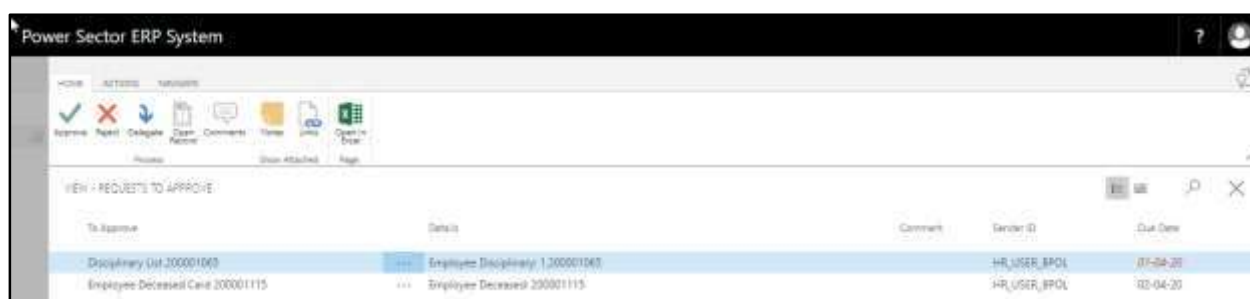 Power Sector ERP System ?
HOME ACTIONS NAVIGATE
Approve Reject Delegate Open Record Comments Notes Links Open in Excel
Process Show Attached Page
VIEW - REQUESTS TO APPROVE
To Approve Details Comment Sender ID Due Date
Disciplinary List 200001065 ... Employee Disciplinary: 1,200001065 HR_USER_BPOL 01-04-20
Employee Deceased Card 200001115 ... Employee Deceased: 200001115 HR_USER_BPOL 02-04-20